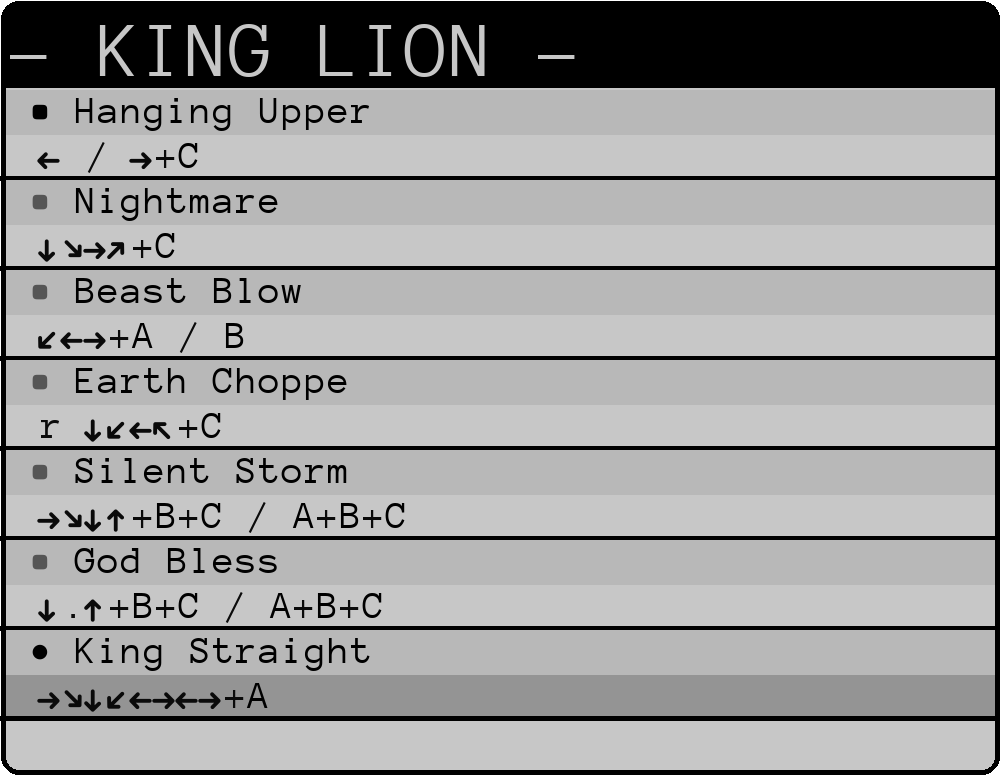 — KING LION —
▪ Hanging Upper
← / →+C
▪ Nightmare
↓↘→↗+C
▪ Beast Blow
↙←→+A / B
▪ Earth Choppe
r ↓↙←↖+C
▪ Silent Storm
→↘↓↑+B+C / A+B+C
▪ God Bless
↓.↑+B+C / A+B+C
● King Straight
→↘↓↙←→←→+A